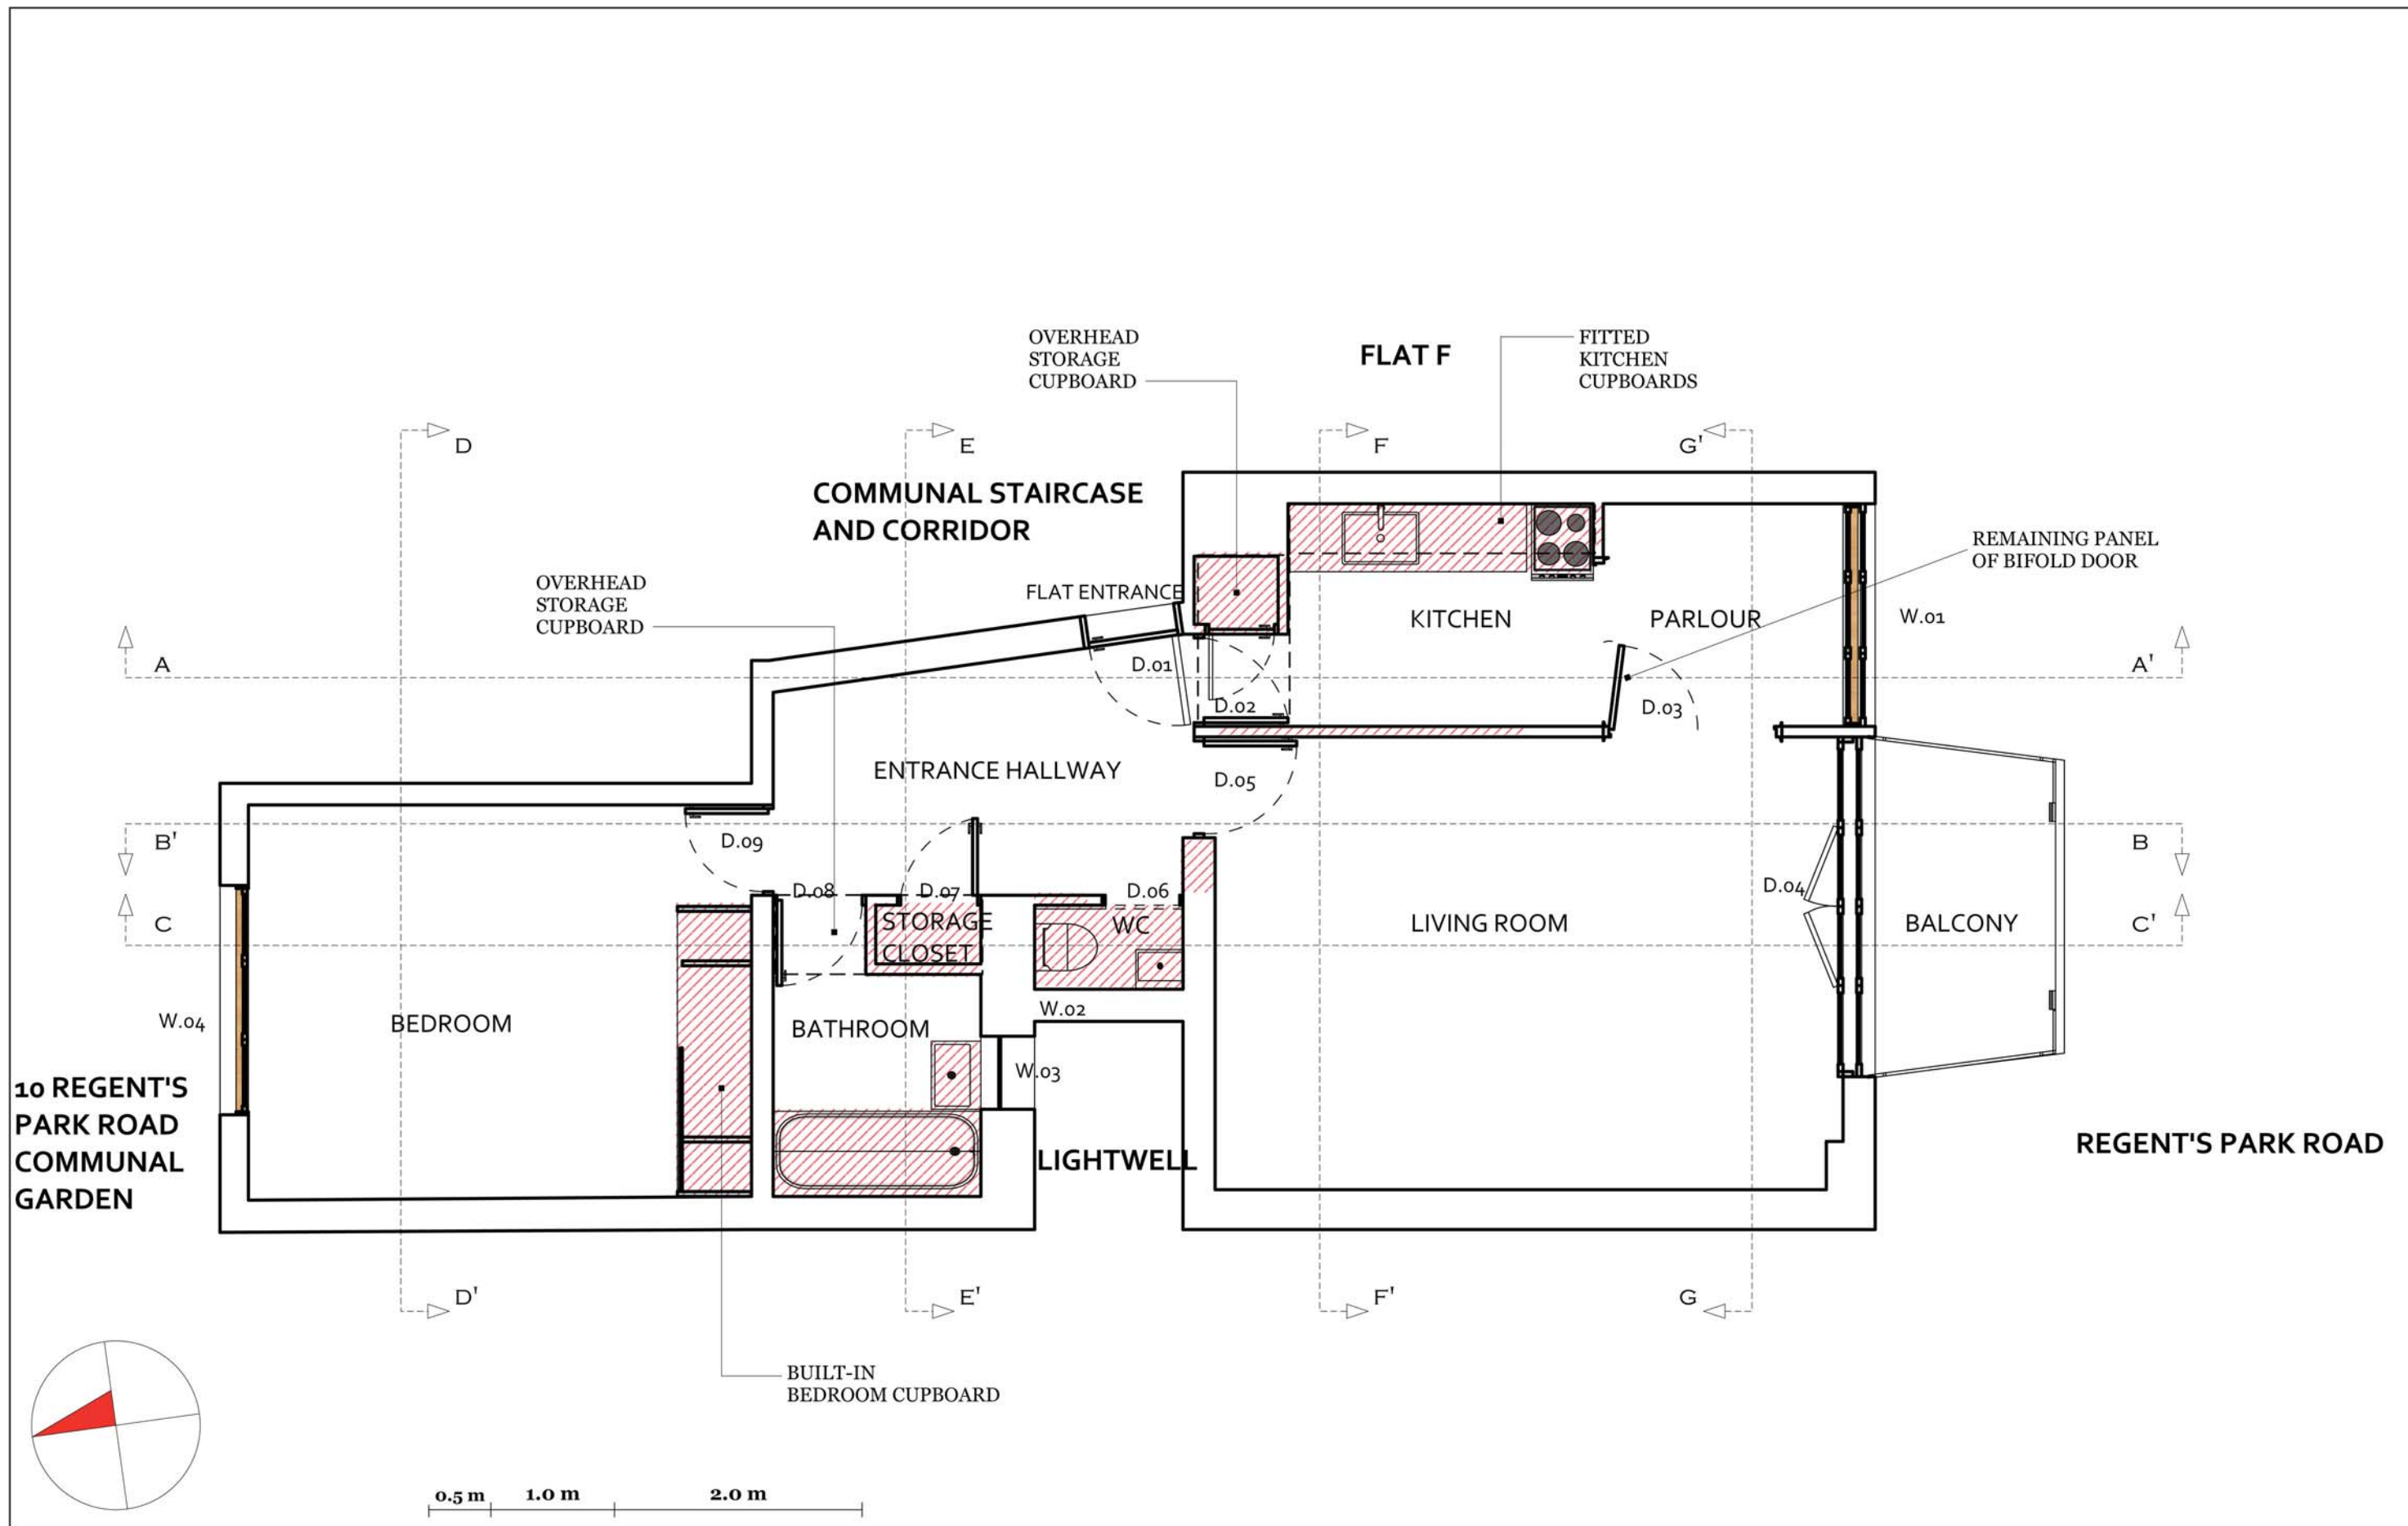 OVERHEAD
STORAGE
CUPBOARD
FLAT F
FITTED
KITCHEN
CUPBOARDS
D
E
F
G'
COMMUNAL STAIRCASE
AND CORRIDOR
REMAINING PANEL
OF BIFOLD DOOR
OVERHEAD
STORAGE
CUPBOARD
FLAT ENTRANCE
KITCHEN
PARLOUR
W.01
A
D.01
A'
D.02
D.03
ENTRANCE HALLWAY
D.05
B'
D.09
B
D.08
D.07
D.06
D.04
C
STORAGE
CLOSET
WC
LIVING ROOM
BALCONY
C'
W.04
BEDROOM
BATHROOM
W.02
W.03
10 REGENT'S
PARK ROAD
COMMUNAL
GARDEN
LIGHTWELL
REGENT'S PARK ROAD
D'
E'
F'
G
BUILT-IN
BEDROOM CUPBOARD
0.5 m
1.0 m
2.0 m